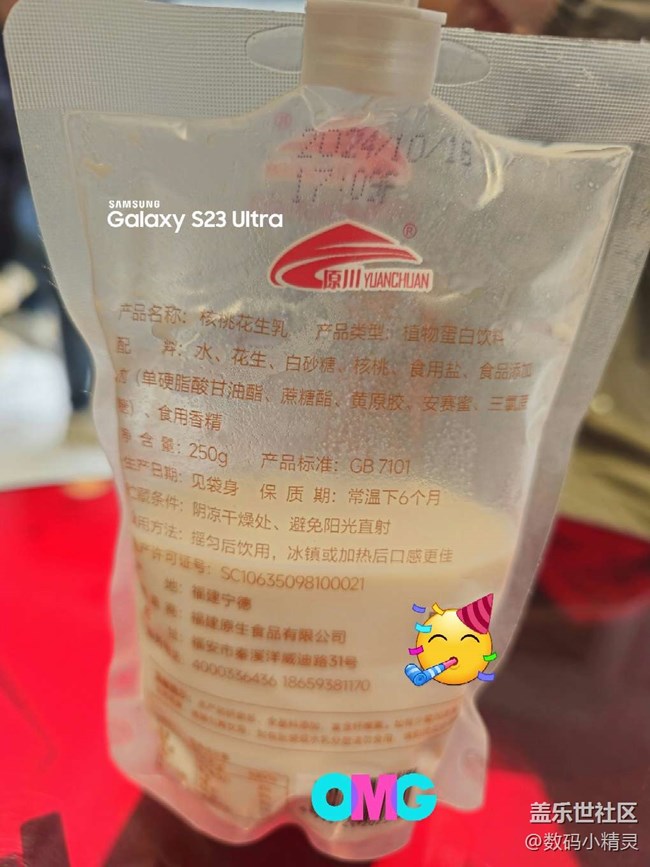 2024/10/16
SAMSUNG
Galaxy S23 Ultra
原川 YUANCHUAN®
产品名称：核桃花生乳 产品类型：植物蛋白饮料
配 料：水、花生、白砂糖、核桃、食用盐、食品添加
（单硬脂酸甘油酯、蔗糖酯、黄原胶、安赛蜜、三氯蔗
、食用香精
净 含 量：250g 产品标准：GB 7101
生产日期：见袋身 保 质 期：常温下6个月
贮藏条件：阴凉干燥处、避免阳光直射
食用方法：摇匀后饮用，冰镇或加热后口感更佳
产许可证号：SC10635098100021
地：福建宁德
福建原生食品有限公司
福安市秦溪洋威油路31号
4000336436 18659381170
OMG
盖乐世社区
@数码小精灵